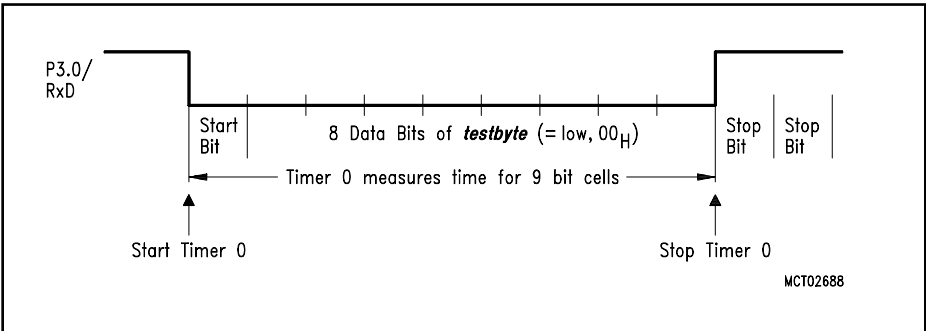 P3.0/
RxD
Start
Bit
8 Data Bits of testbyte (=low, 00H)
Stop
Bit
Stop
Bit
Timer 0 measures time for 9 bit cells
Start Timer 0
Stop Timer 0
MCT02688